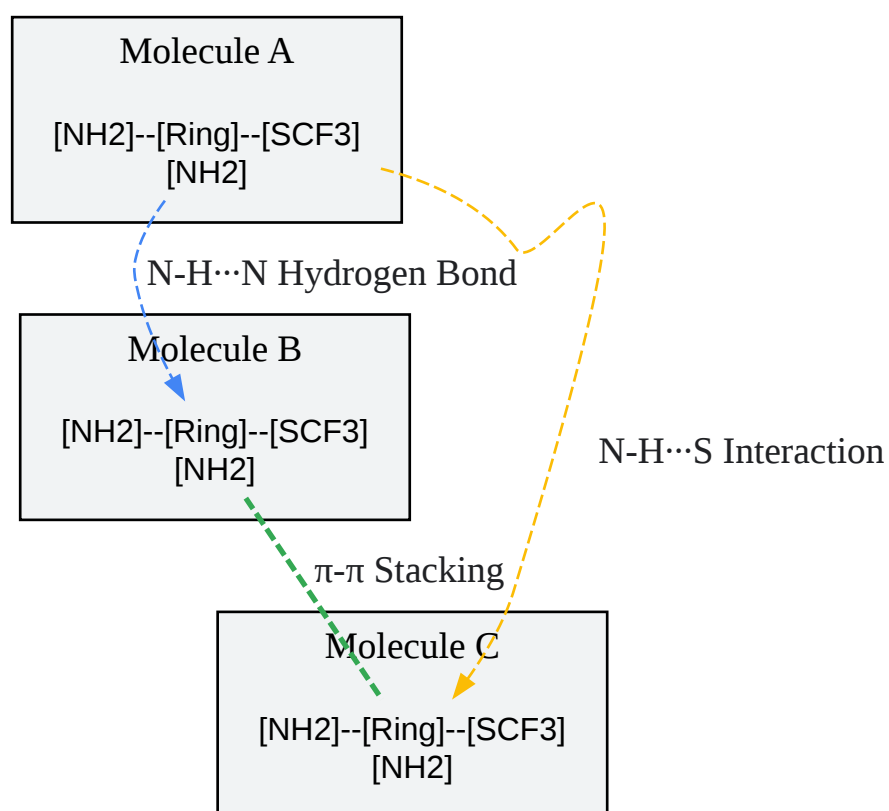 Molecule A
[NH2]--[Ring]--[SCF3]
[NH2]
N-H···N Hydrogen Bond
Molecule B
[NH2]--[Ring]--[SCF3]
[NH2]
N-H···S Interaction
π-π Stacking
Molecule C
[NH2]--[Ring]--[SCF3]
[NH2]